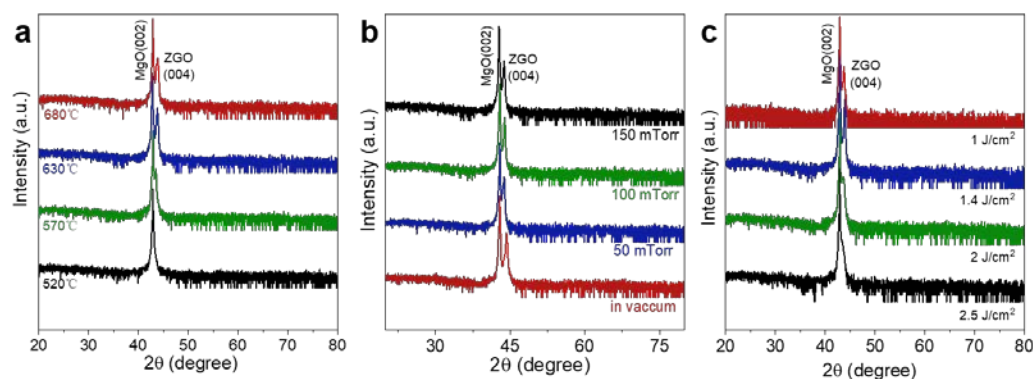 a
Intensity (a.u.)
MgO(002)
ZGO
(004)
680℃
630℃
570℃
520℃
20 30 40 50 60 70 80
2θ (degree)
b
Intensity (a.u.)
MgO(002)
ZGO
(004)
150 mTorr
100 mTorr
50 mTorr
in vaccum
30 45 60 75
2θ (degree)
c
Intensity (a.u.)
MgO(002)
ZGO
(004)
1 J/cm²
1.4 J/cm²
2 J/cm²
2.5 J/cm²
20 30 40 50 60 70 80
2θ (degree)